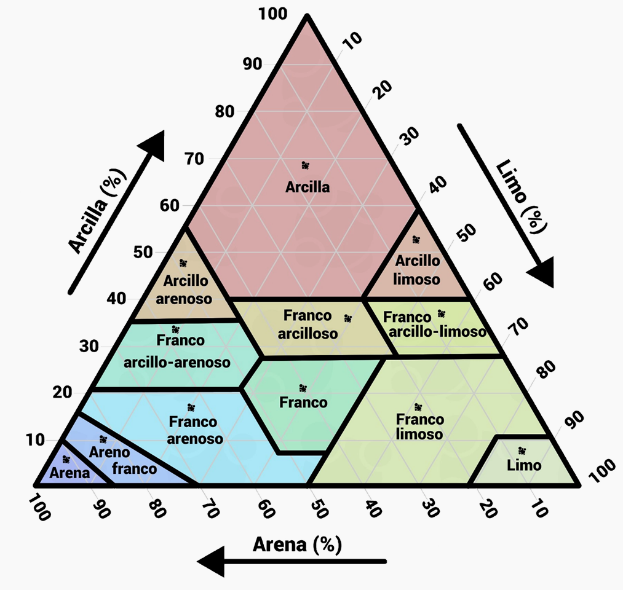 100
10
90
20
80
30
70
Arcilla
40
60
Arcilla (%)
Limo (%)
50
50
Arcillo
arenoso
Arcillo
limoso
60
40
Franco
arcilloso
Franco
arcillo-limoso
70
30
Franco
arcillo-arenoso
80
20
Franco
Franco
arenoso
Franco
limoso
90
10
Areno
franco
Arena
Limo
100
100
90
80
70
60
50
40
30
20
10
Arena (%)